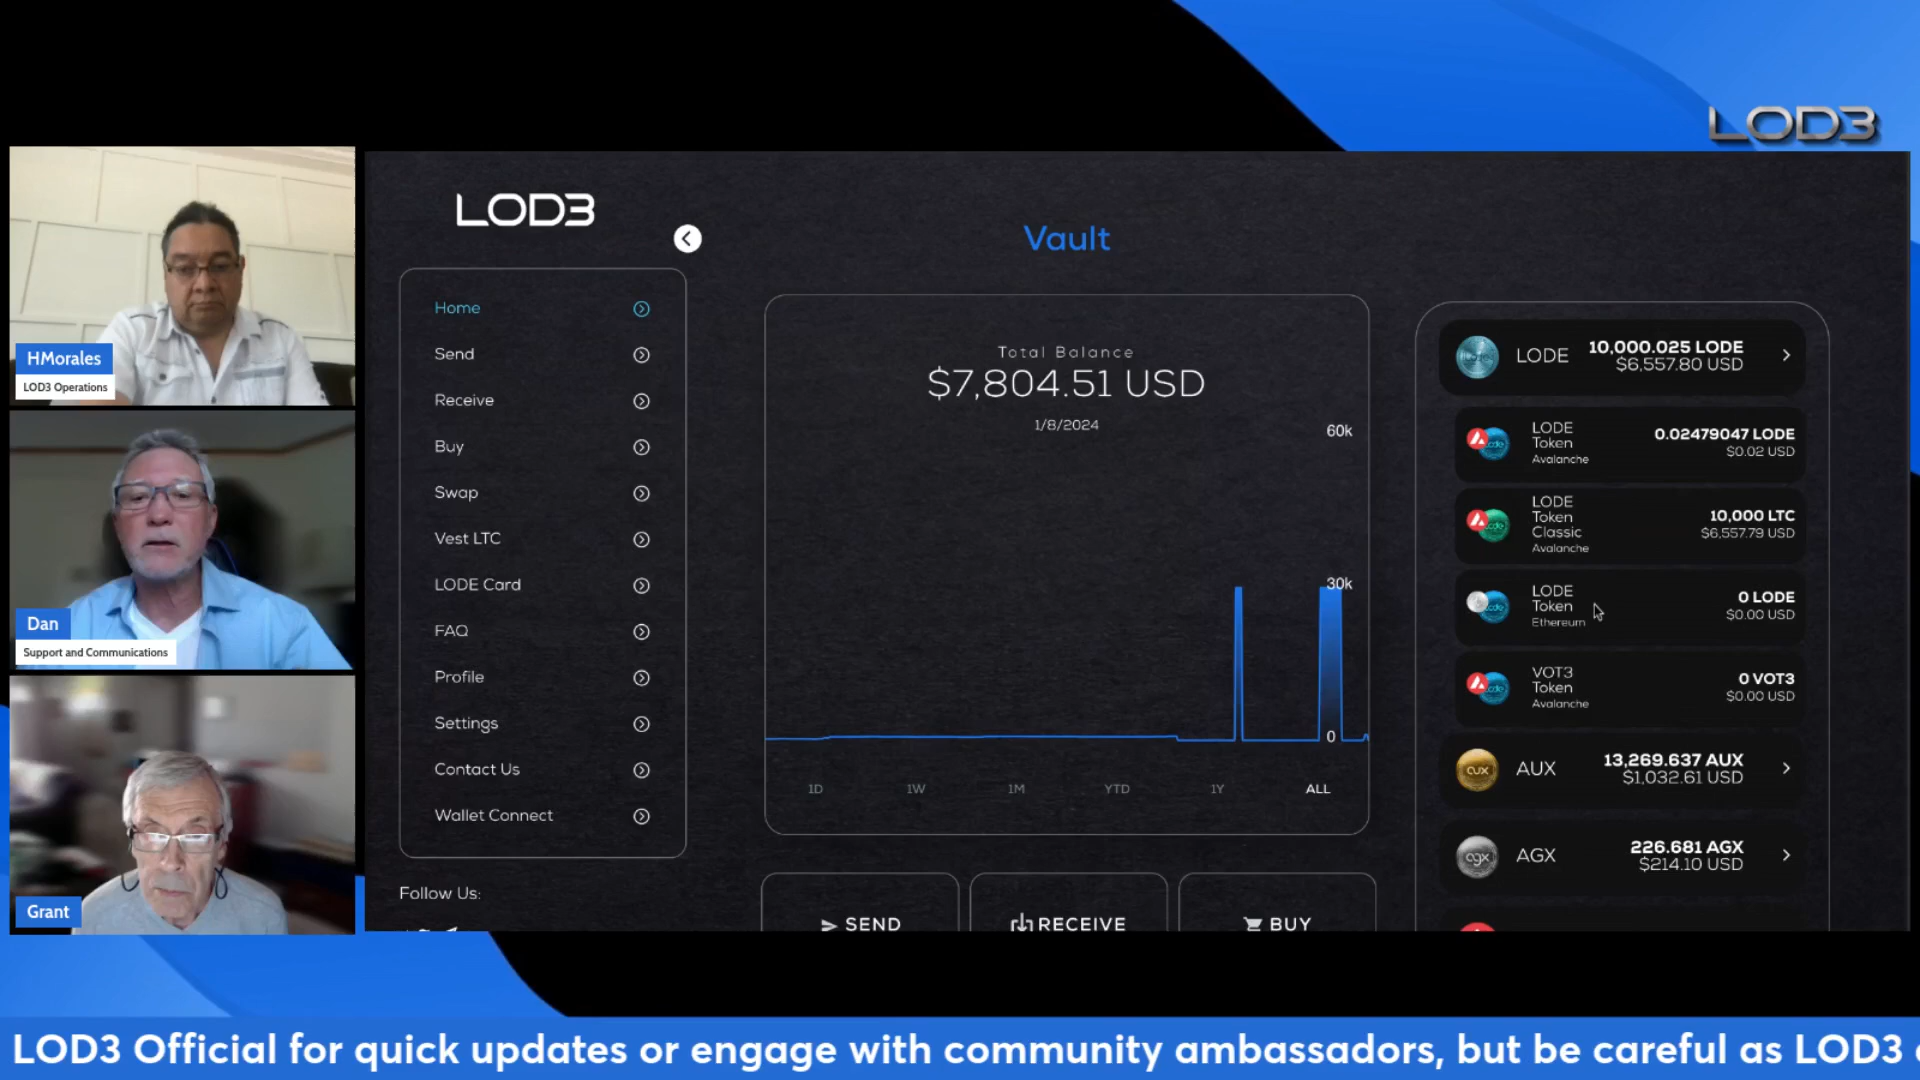 LOD3
HMorales
LOD3 Operations
Dan
Support and Communications
Grant
LOD3
Home
Send
Receive
Buy
Swap
Vest LTC
LODE Card
FAQ
Profile
Settings
Contact Us
Wallet Connect
Follow Us:
Vault
Total Balance
$7,804.51 USD
1/8/2024
60k
30k
0
1D 1W 1M YTD 1Y ALL
SEND RECEIVE BUY
LODE 10,000.025 LODE
$6,557.80 USD
LODE
Token 0.02479047 LODE
Avalanche $0.02 USD
LODE
Token 10,000 LTC
Classic $6,557.79 USD
Avalanche
LODE
Token 0 LODE
Ethereum $0.00 USD
VOT3
Token 0 VOT3
Avalanche $0.00 USD
aux AUX 13,269.637 AUX
$1,032.61 USD
agx AGX 226.681 AGX
$214.10 USD
LOD3 Official for quick updates or engage with community ambassadors, but be careful as LOD3